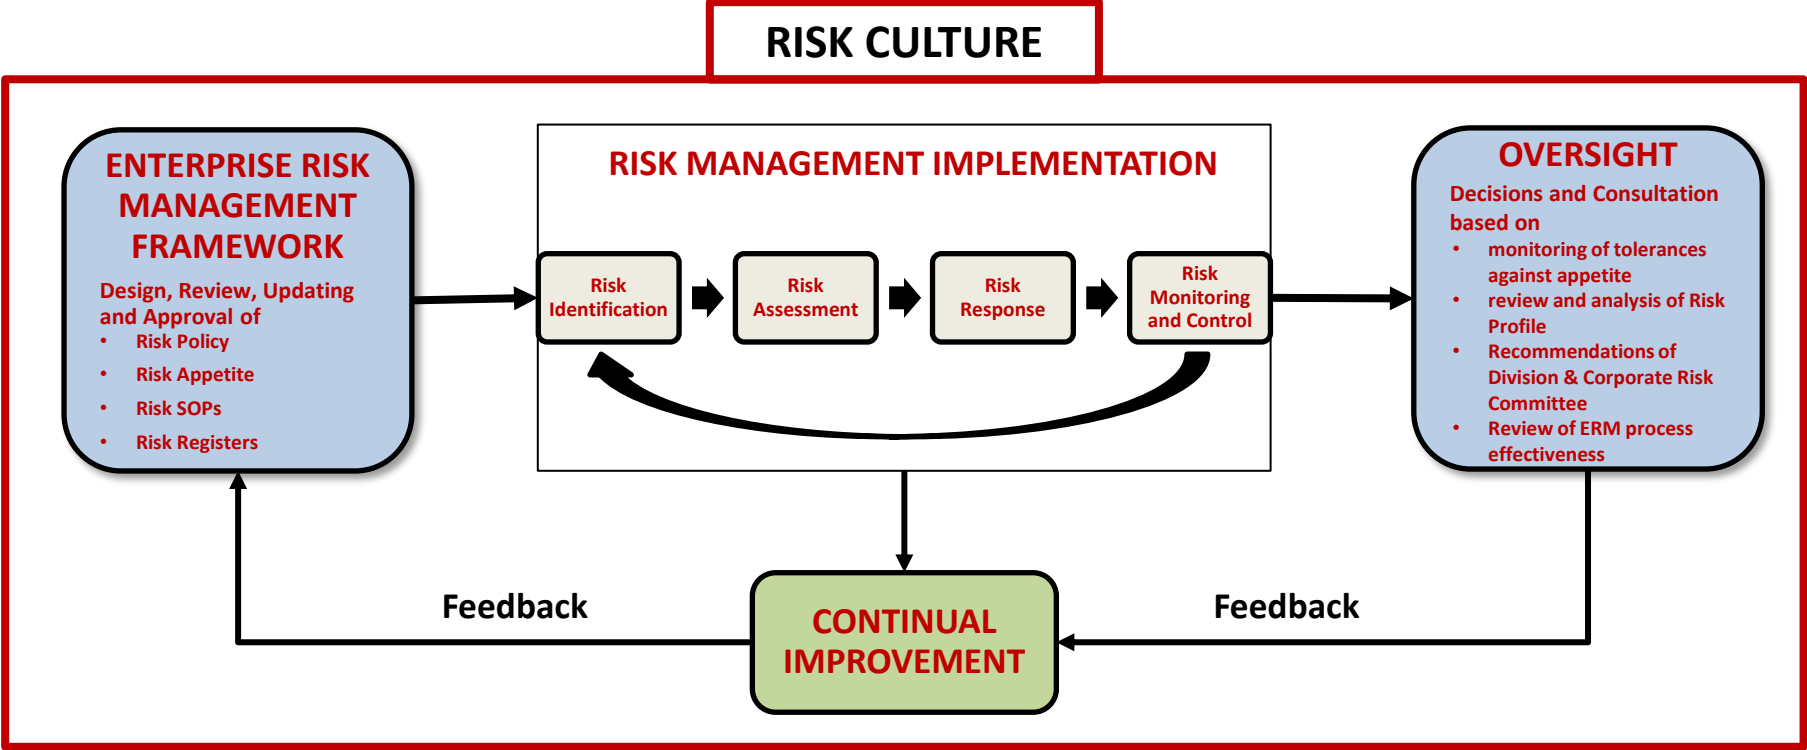 RISK CULTURE
ENTERPRISE RISK
MANAGEMENT
FRAMEWORK
Design, Review, Updating
and Approval of
• Risk Policy
• Risk Appetite
• Risk SOPs
• Risk Registers
RISK MANAGEMENT IMPLEMENTATION
Risk
Identification
Risk
Assessment
Risk
Response
Risk
Monitoring
and Control
OVERSIGHT
Decisions and Consultation
based on
• monitoring of tolerances
against appetite
• review and analysis of Risk
Profile
• Recommendations of
Division & Corporate Risk
Committee
• Review of ERM process
effectiveness
Feedback
CONTINUAL
IMPROVEMENT
Feedback